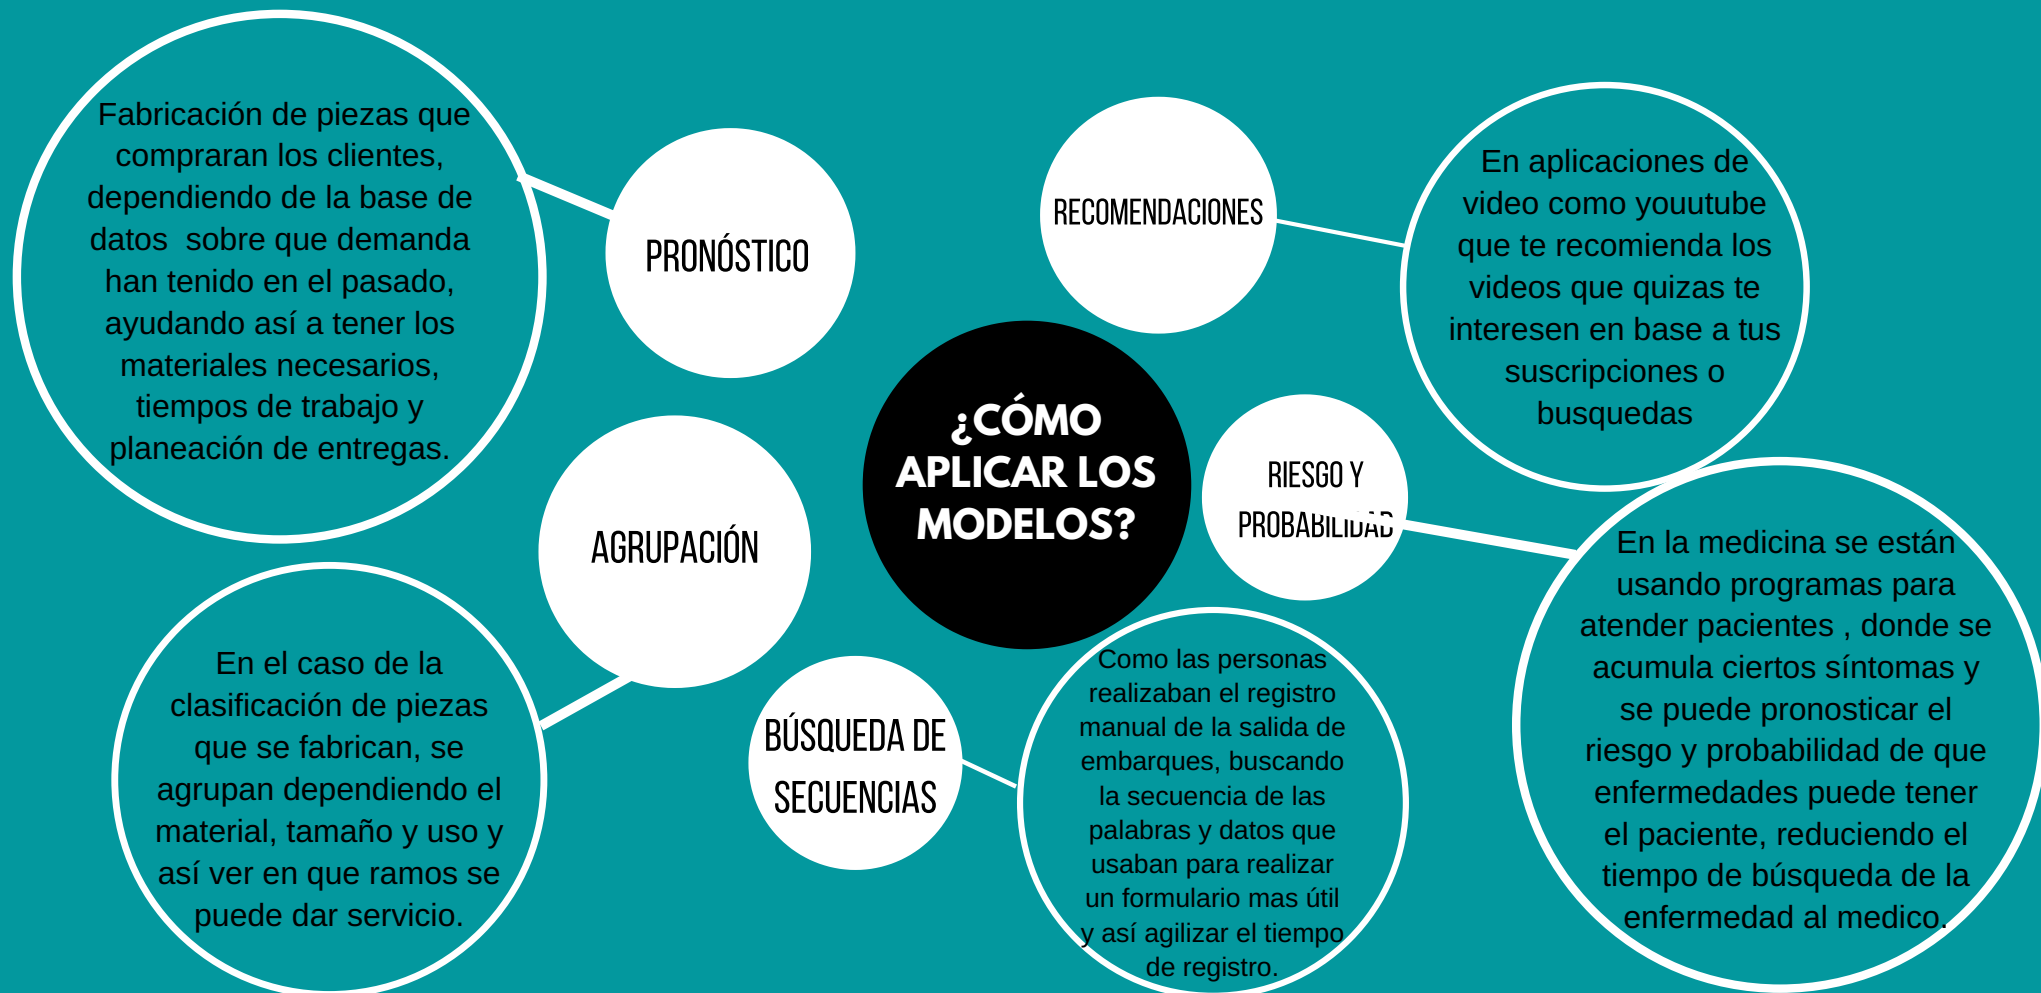 Fabricación de piezas que
compraran los clientes,
dependiendo de la base de
datos  sobre que demanda
han tenido en el pasado,
ayudando así a tener los
materiales necesarios,
tiempos de trabajo y
planeación de entregas.
PRONÓSTICO
RECOMENDACIONES
En aplicaciones de
video como youutube
que te recomienda los
videos que quizas te
interesen en base a tus
suscripciones o
busquedas
¿CÓMO
APLICAR LOS
MODELOS?
RIESGO Y
PROBABILIDAD
En la medicina se están
usando programas para
atender pacientes , donde se
acumula ciertos síntomas y
se puede pronosticar el
riesgo y probabilidad de que
enfermedades puede tener
el paciente, reduciendo el
tiempo de búsqueda de la
enfermedad al medico.
AGRUPACIÓN
En el caso de la
clasificación de piezas
que se fabrican, se
agrupan dependiendo el
material, tamaño y uso y
así ver en que ramos se
puede dar servicio.
BÚSQUEDA DE
SECUENCIAS
Como las personas
realizaban el registro
manual de la salida de
embarques, buscando
la secuencia de las
palabras y datos que
usaban para realizar
un formulario mas útil
y así agilizar el tiempo
de registro.